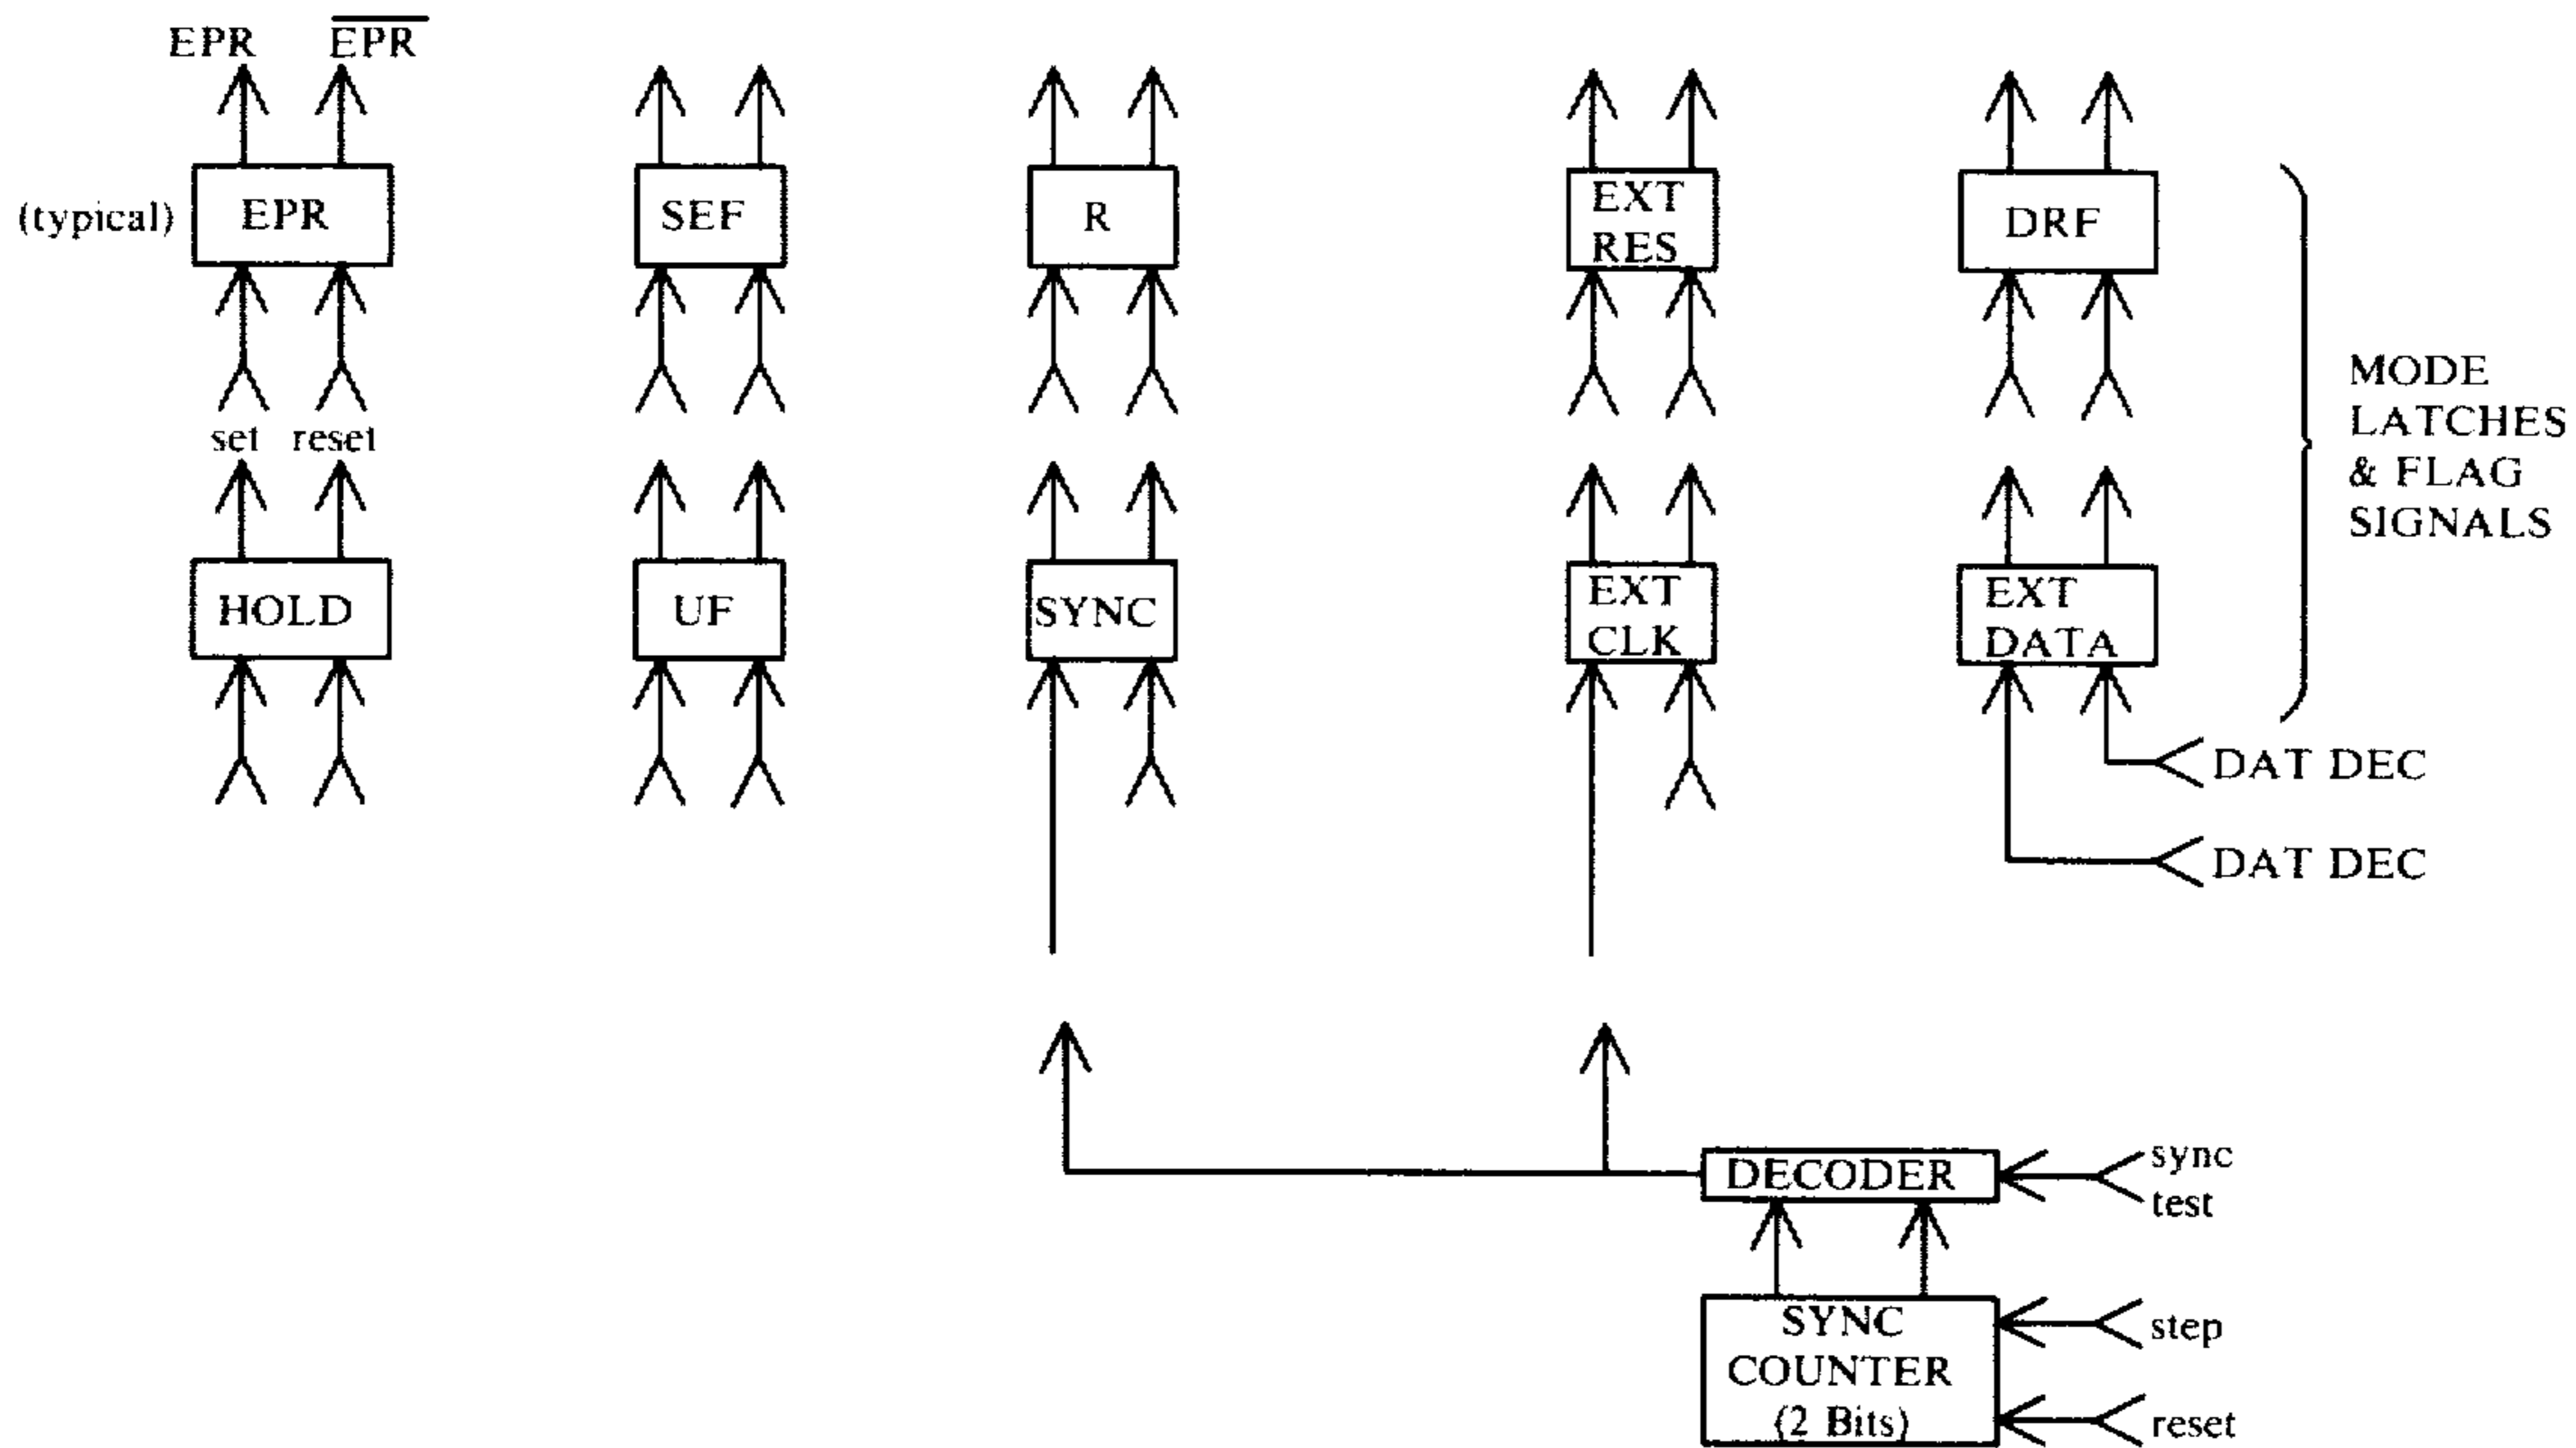 EPR EPR
(typical) EPR SEF R EXT DRF
RES
set reset
MODE
LATCHES
& FLAG
SIGNALS
HOLD UF SYNC EXT EXT
CLK DATA
DAT DEC
DAT DEC
DECODER sync
test
SYNC step
COUNTER
(2 Bits) reset